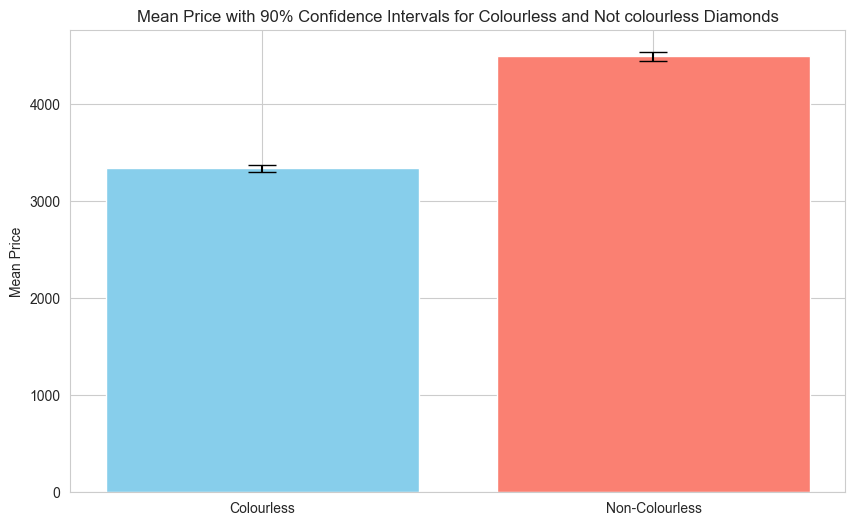 Mean Price with 90% Confidence Intervals for Colourless and Not colourless Diamonds
Mean Price
4000
3000
2000
1000
0
Colourless
Non-Colourless